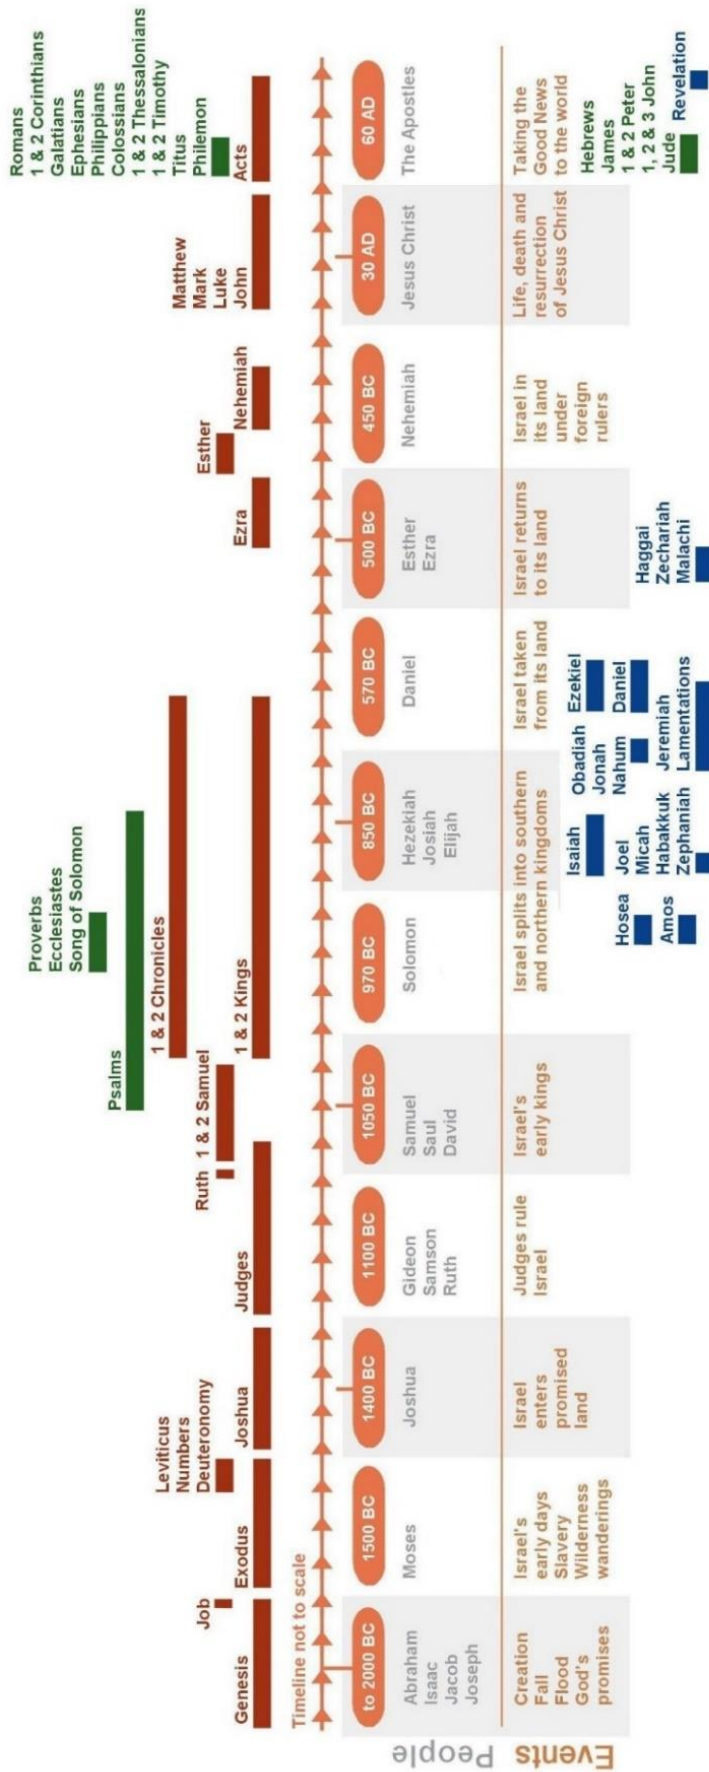 Proverbs
Ecclesiastes
Song of Solomon
Psalms
1 & 2 Chronicles
Leviticus
Numbers
Deuteronomy
Job
Ruth
1 & 2 Samuel
Esther
Genesis
Exodus
Joshua
Judges
1 & 2 Kings
Ezra
Nehemiah
Matthew
Mark
Luke
John
Romans
1 & 2 Corinthians
Galatians
Ephesians
Philippians
Colossians
1 & 2 Thessalonians
1 & 2 Timothy
Titus
Philemon
Acts
Timeline not to scale
to 2000 BC
1500 BC
1400 BC
1100 BC
1050 BC
970 BC
850 BC
570 BC
500 BC
450 BC
30 AD
60 AD
People
Abraham
Isaac
Jacob
Joseph
Moses
Joshua
Gideon
Samson
Ruth
Samuel
Saul
David
Solomon
Hezekiah
Josiah
Elijah
Daniel
Esther
Ezra
Nehemiah
Jesus Christ
The Apostles
Events
Creation
Fall
Flood
God's
promises
Israel's
early days
Slavery
Wilderness
wanderings
Israel
enters
promised
land
Judges rule
Israel
Israel's
early kings
Israel splits into southern
and northern kingdoms
Israel taken
from its land
Israel returns
to its land
Israel in
its land
under
foreign
rulers
Life, death and
resurrection
of Jesus Christ
Taking the
Good News
to the world
Hosea
Amos
Isaiah
Joel
Micah
Habakkuk
Zephaniah
Obadiah
Jonah
Nahum
Jeremiah
Lamentations
Ezekiel
Daniel
Haggai
Zechariah
Malachi
Hebrews
James
1 & 2 Peter
1, 2 & 3 John
Jude
Revelation